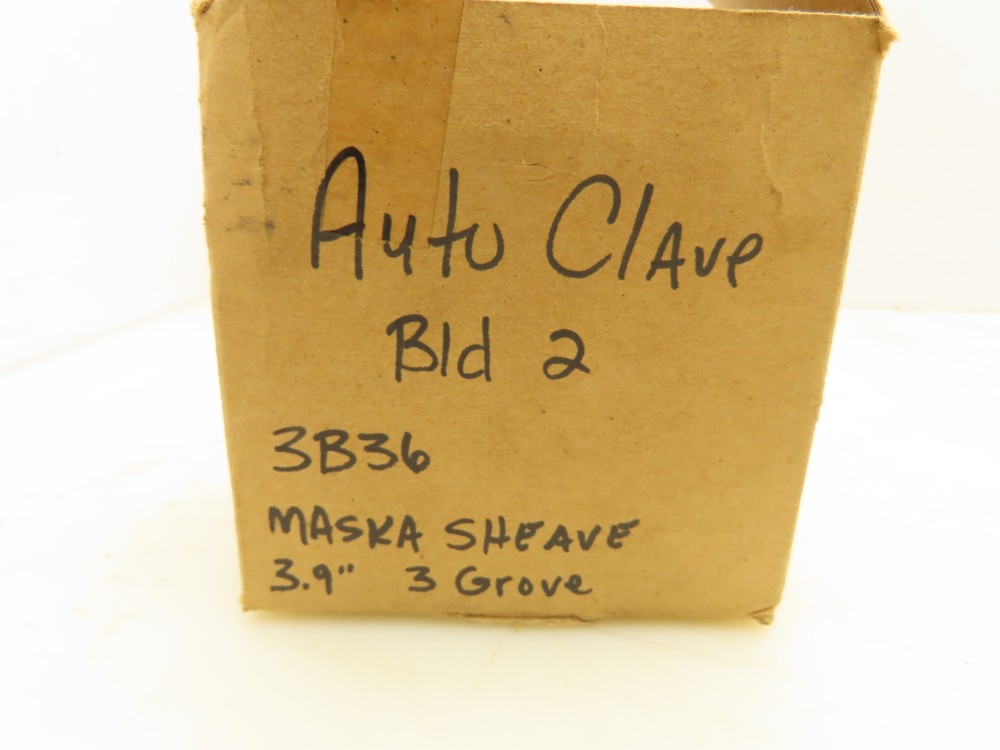 Auto Clave
Bld 2
3B36
MASKA SHEAVE
3.9" 3 Grove